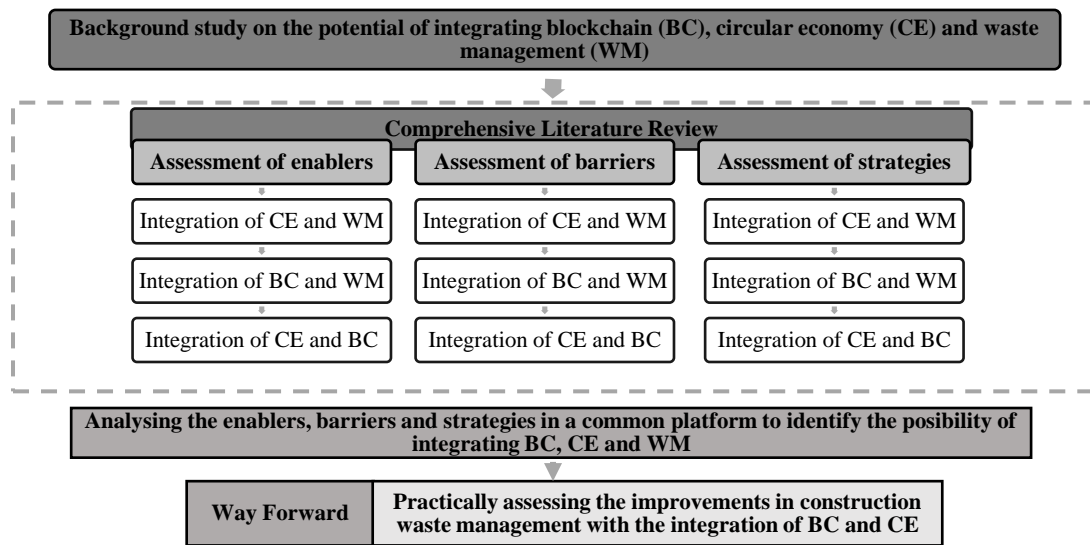 Background study on the potential of integrating blockchain (BC), circular economy (CE) and waste
management (WM)
Comprehensive Literature Review
Assessment of enablers
Assessment of barriers
Assessment of strategies
Integration of CE and WM
Integration of CE and WM
Integration of CE and WM
Integration of BC and WM
Integration of BC and WM
Integration of BC and WM
Integration of CE and BC
Integration of CE and BC
Integration of CE and BC
Analysing the enablers, barriers and strategies in a common platform to identify the posibility of
integrating BC, CE and WM
Way Forward
Practically assessing the improvements in construction
waste management with the integration of BC and CE